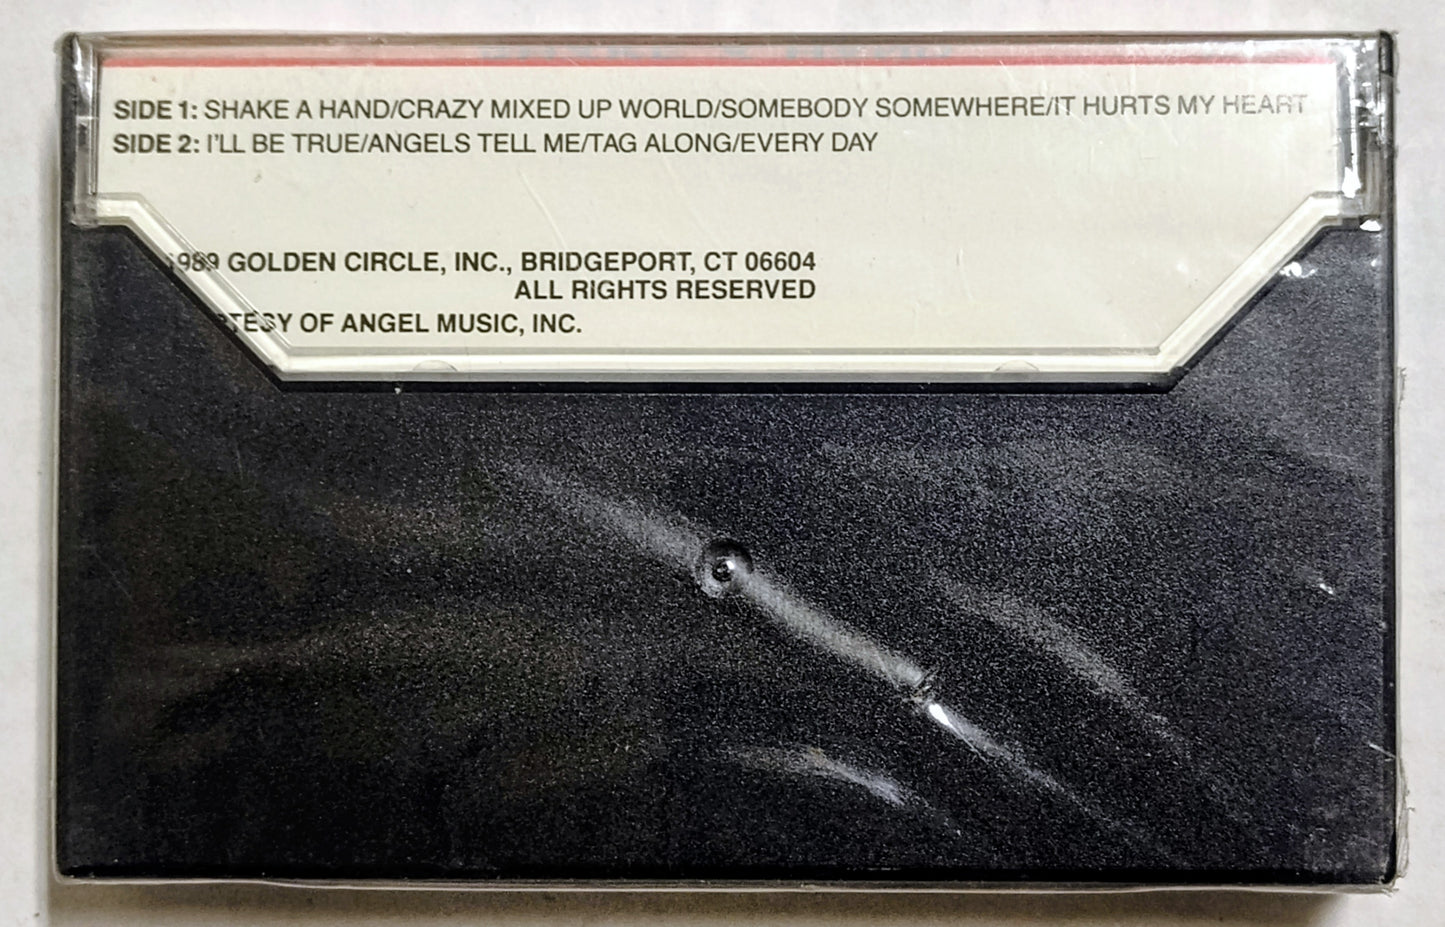 SIDE 1: SHAKE A HAND/CRAZY MIXED UP WORLD/SOMEBODY SOMEWHERE/IT HURTS MY HEART
SIDE 2: I'LL BE TRUE/ANGELS TELL ME/TAG ALONG/EVERY DAY
1989 GOLDEN CIRCLE, INC., BRIDGEPORT, CT 06604
ALL RIGHTS RESERVED
OF ANGEL MUSIC, INC.